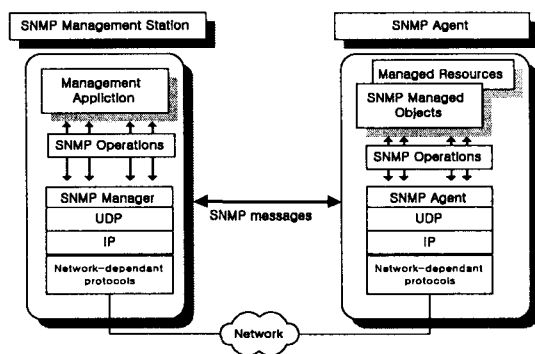 SNMP Management Station
Management
Appliction
SNMP Operations
SNMP Manager
UDP
IP
Network-dependant
protocols
SNMP messages
SNMP Agent
Managed Resources
SNMP Managed
Objects
SNMP Operations
SNMP Agent
UDP
IP
Network-dependant
protocols
Network